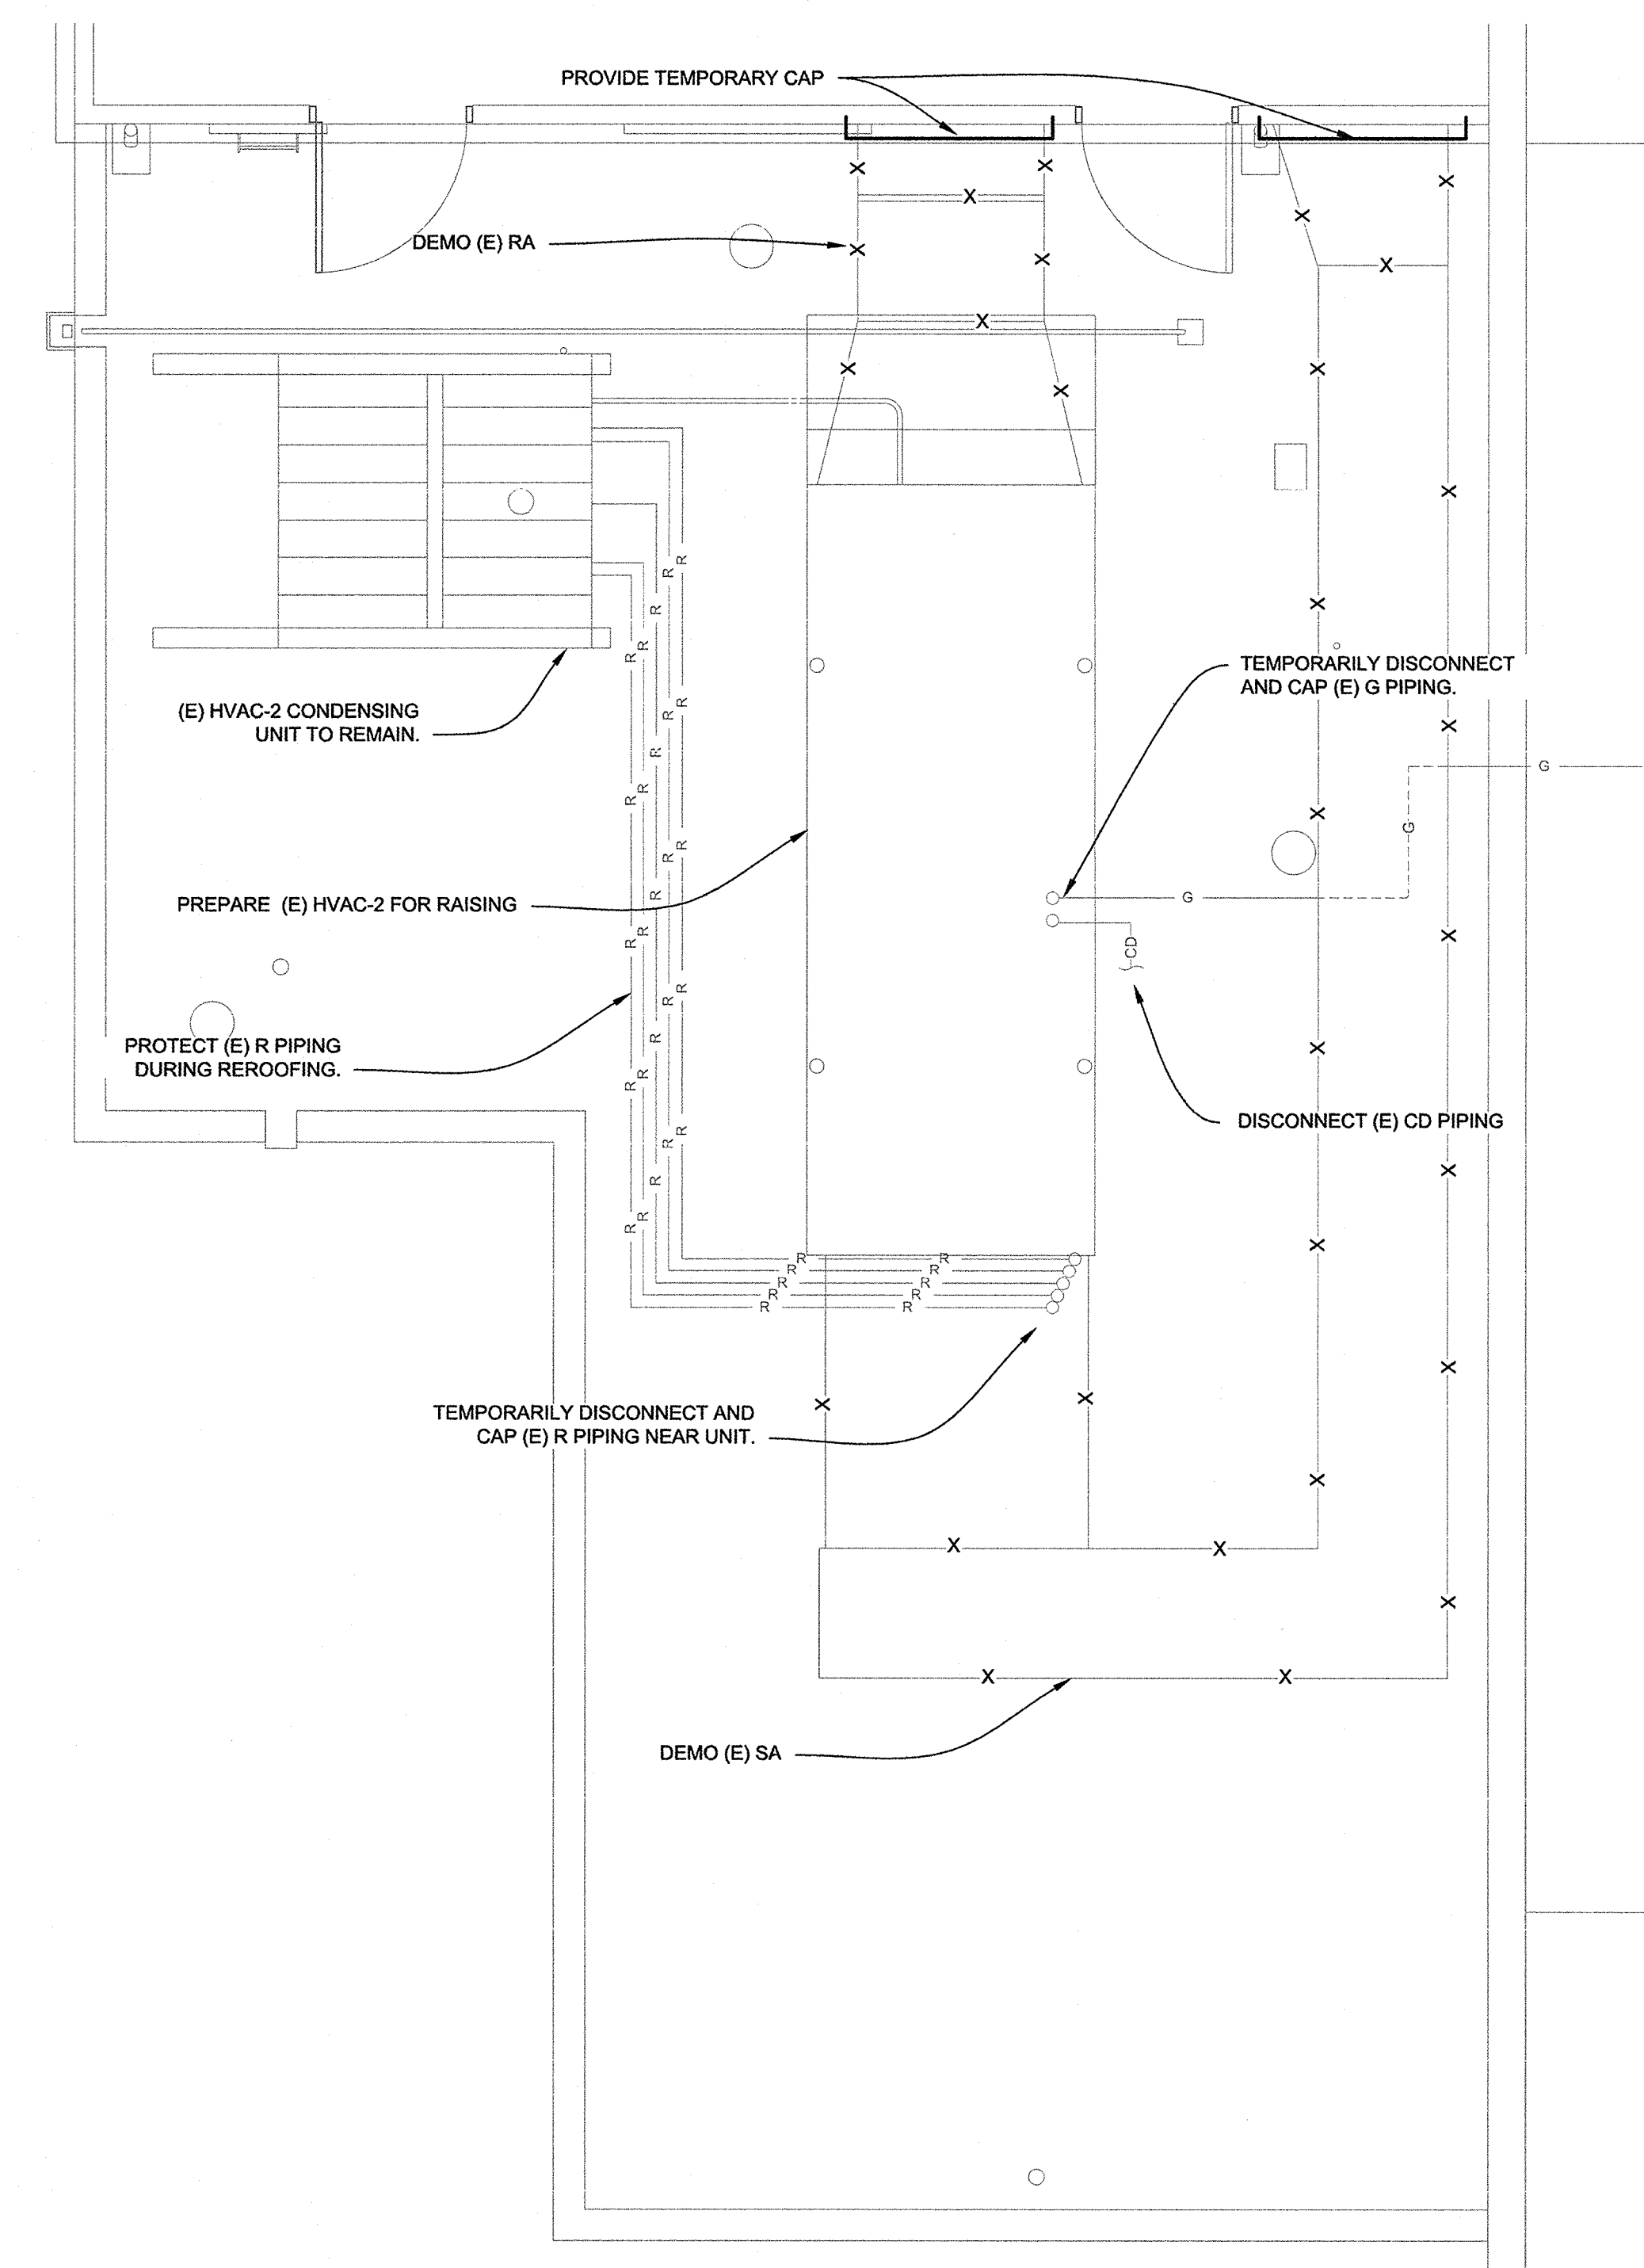 PROVIDE TEMPORARY CAP
DEMO (E) RA
(E) HVAC-2 CONDENSING
UNIT TO REMAIN.
TEMPORARILY DISCONNECT
AND CAP (E) G PIPING.
G
G
PREPARE (E) HVAC-2 FOR RAISING
G
CD
PROTECT (E) R PIPING
DURING REROOFING.
DISCONNECT (E) CD PIPING
R R R R R R R
R R R R R R
R R R R R
R R R R R R
R R R R R
R R
R R
R R
R R
R R
TEMPORARILY DISCONNECT AND
CAP (E) R PIPING NEAR UNIT.
DEMO (E) SA